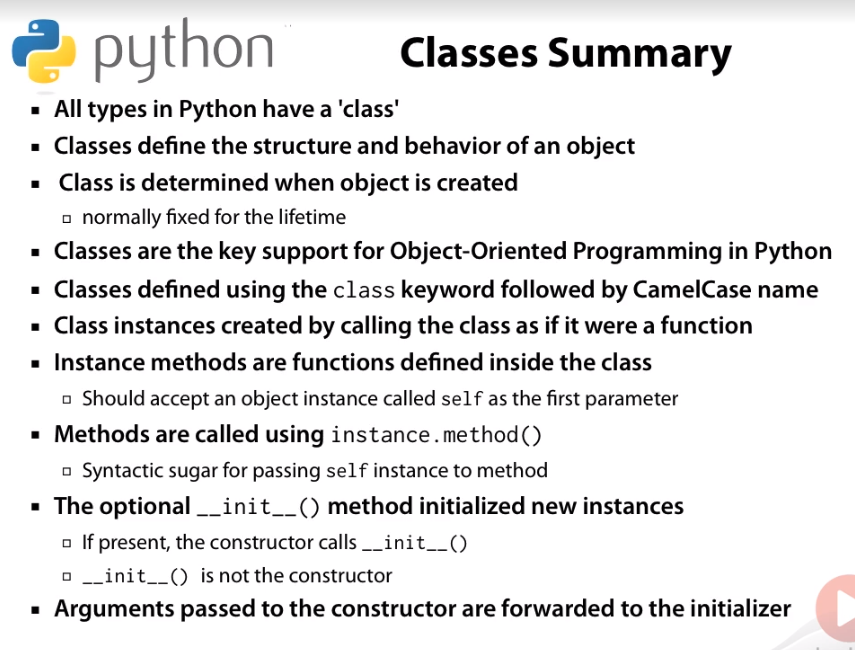 python
Classes Summary
All types in Python have a 'class'
Classes define the structure and behavior of an object
Class is determined when object is created
normally fixed for the lifetime
Classes are the key support for Object-Oriented Programming in Python
Classes defined using the class keyword followed by CamelCase name
Class instances created by calling the class as if it were a function
Instance methods are functions defined inside the class
Should accept an object instance called self as the first parameter
Methods are called using instance.method()
Syntactic sugar for passing self instance to method
The optional __init__() method initialized new instances
If present, the constructor calls __init__()
__init__() is not the constructor
Arguments passed to the constructor are forwarded to the initializer